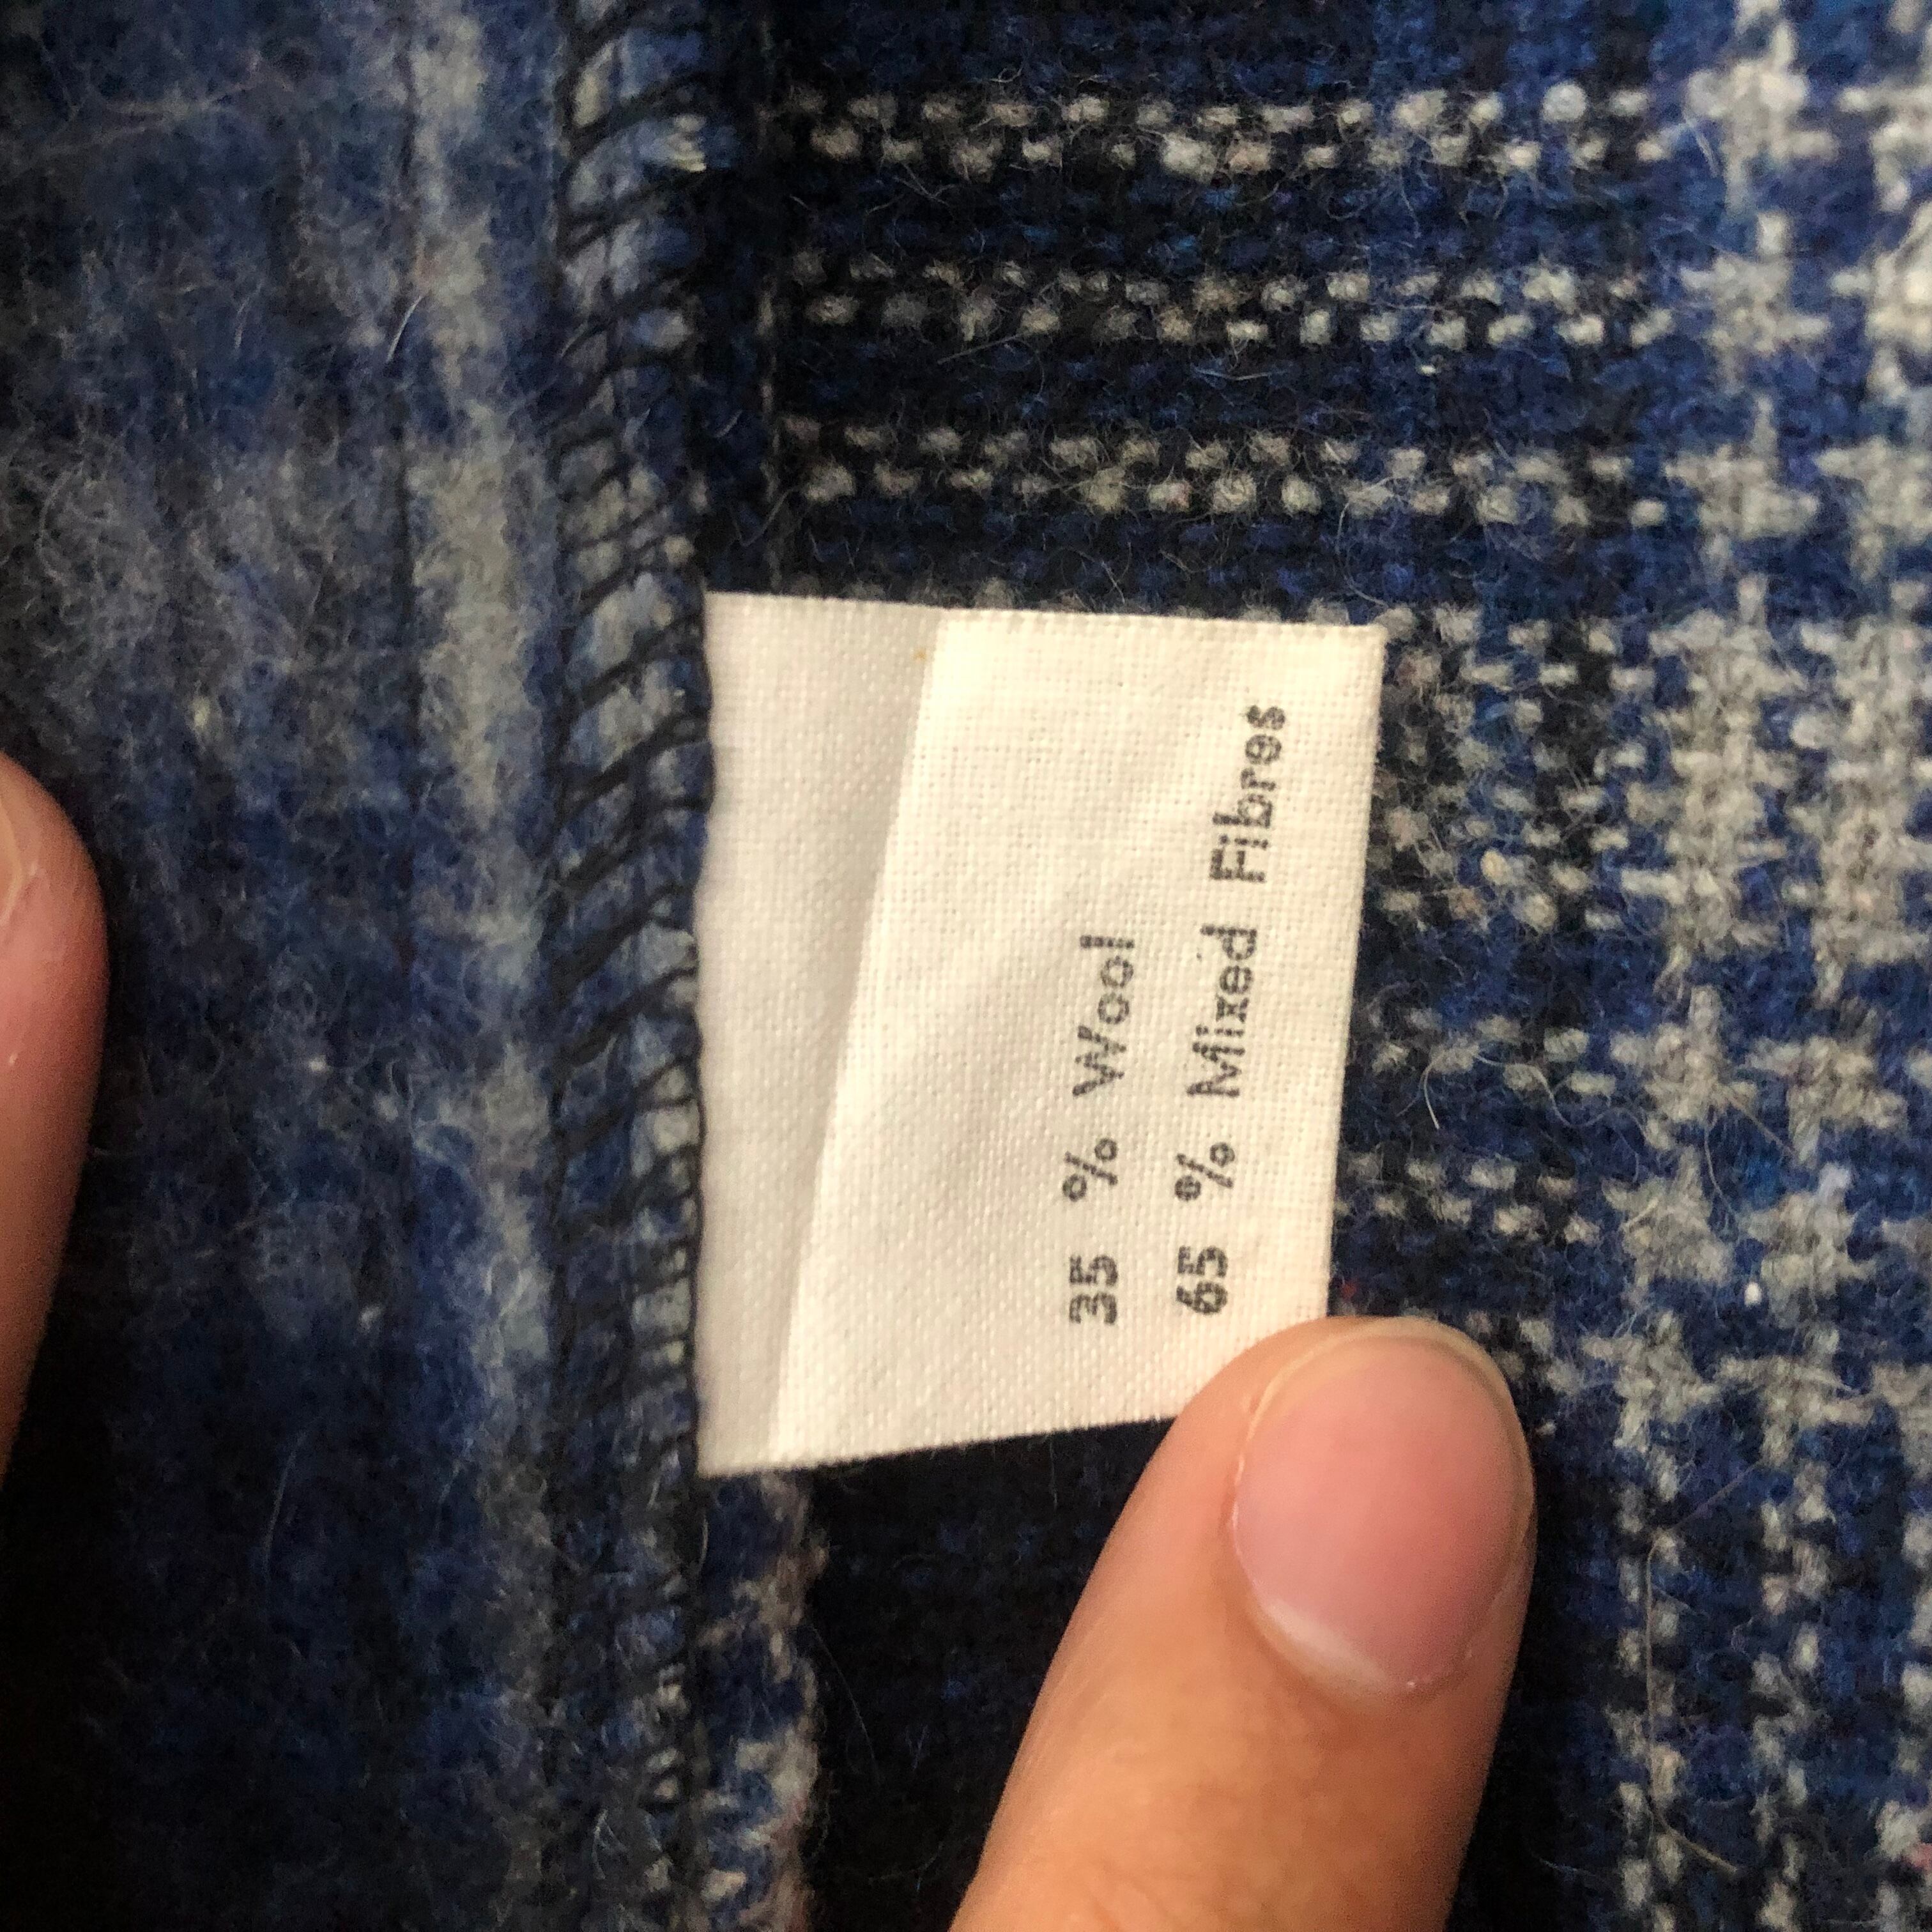 35 % Wool
65 % Mixed Fibres